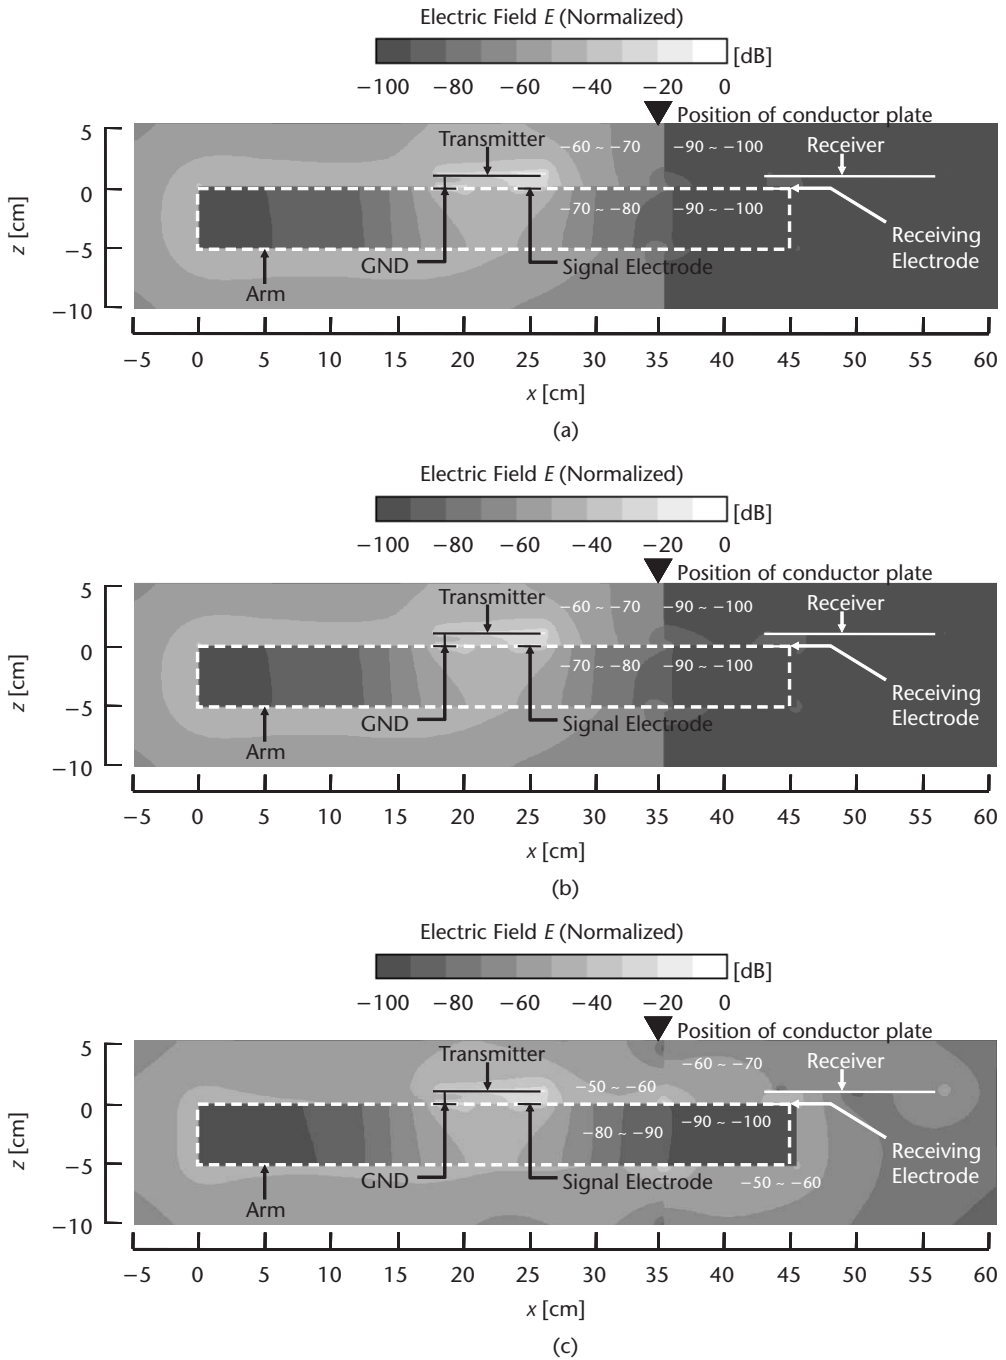 Electric Field E (Normalized)
[dB]
−100 −80 −60 −40 −20 0
Position of conductor plate
5
Transmitter
−60 ~ −70
−90 ~ −100
Receiver
0
−70 ~ −80
−90 ~ −100
z [cm]
−5
GND
Signal Electrode
Receiving
Electrode
Arm
−10
−5 0 5 10 15 20 25 30 35 40 45 50 55 60
x [cm]
(a)
Electric Field E (Normalized)
[dB]
−100 −80 −60 −40 −20 0
Position of conductor plate
5
Transmitter
−60 ~ −70
−90 ~ −100
Receiver
0
−70 ~ −80
−90 ~ −100
z [cm]
−5
GND
Signal Electrode
Receiving
Electrode
Arm
−10
−5 0 5 10 15 20 25 30 35 40 45 50 55 60
x [cm]
(b)
Electric Field E (Normalized)
[dB]
−100 −80 −60 −40 −20 0
Position of conductor plate
5
Transmitter
−60 ~ −70
Receiver
−50 ~ −60
0
−90 ~ −100
−80 ~ −90
z [cm]
−5
GND
Signal Electrode
−50 ~ −60
Receiving
Electrode
Arm
−10
−5 0 5 10 15 20 25 30 35 40 45 50 55 60
x [cm]
(c)